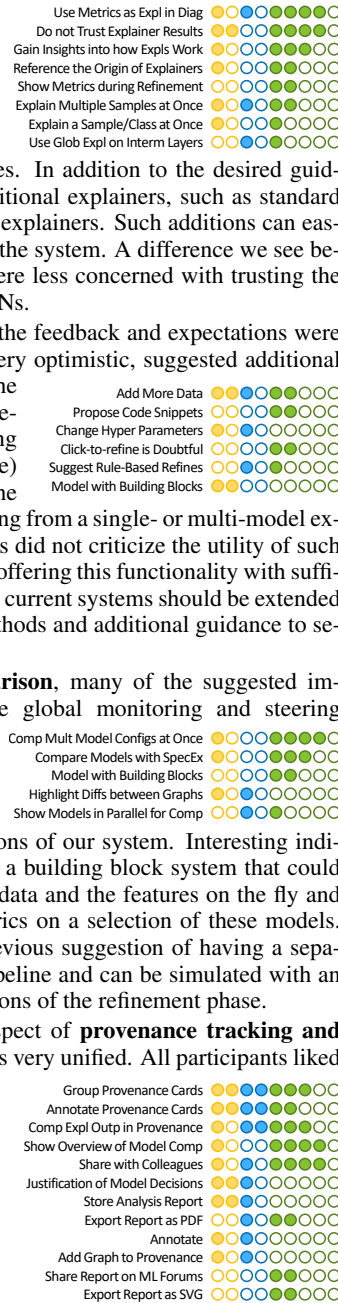 Use Metrics as Expl in Diag
Do not Trust Explainer Results
Gain Insights into how Expls Work
Reference the Origin of Explainers
Show Metrics during Refinement
Explain Multiple Samples at Once
Explain a Sample/Class at Once
Use Glob Expl on Interm Layers
es. In addition to the desired guid-
ditional explainers, such as standard
explainers. Such additions can eas-
the system. A difference we see be-
ere less concerned with trusting the
Ns.
the feedback and expectations were
ery optimistic, suggested additional
ne
e-
ng
e)
ne
Add More Data
Propose Code Snippets
Change Hyper Parameters
Click-to-refine is Doubtful
Suggest Rule-Based Refines
Model with Building Blocks
ng from a single- or multi-model ex-
s did not criticize the utility of such
offering this functionality with suffi-
current systems should be extended
thods and additional guidance to se-
rison, many of the suggested im-
e global monitoring and steering
Comp Mult Model Configs at Once
Compare Models with SpecEx
Model with Building Blocks
Highlight Diffs between Graphs
Show Models in Parallel for Comp
ons of our system. Interesting indi-
a building block system that could
data and the features on the fly and
rics on a selection of these models.
evious suggestion of having a sepa-
peline and can be simulated with an
ons of the refinement phase.
spect of provenance tracking and
s very unified. All participants liked
Group Provenance Cards
Annotate Provenance Cards
Comp Expl Outp in Provenance
Show Overview of Model Comp
Share with Colleagues
Justification of Model Decisions
Store Analysis Report
Export Report as PDF
Annotate
Add Graph to Provenance
Share Report on ML Forums
Export Report as SVG